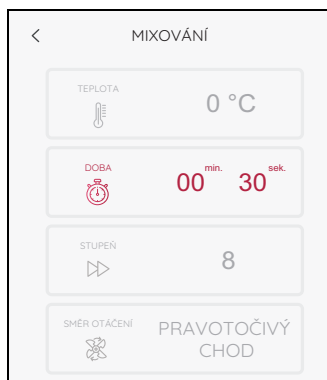 MIXOVÁNÍ
TEPLOTA
0 °C
DOBA
00 min. 30 sek.
STUPEŇ
8
SMĚR OTÁČENÍ
PRAVOTOČIVÝ
CHOD